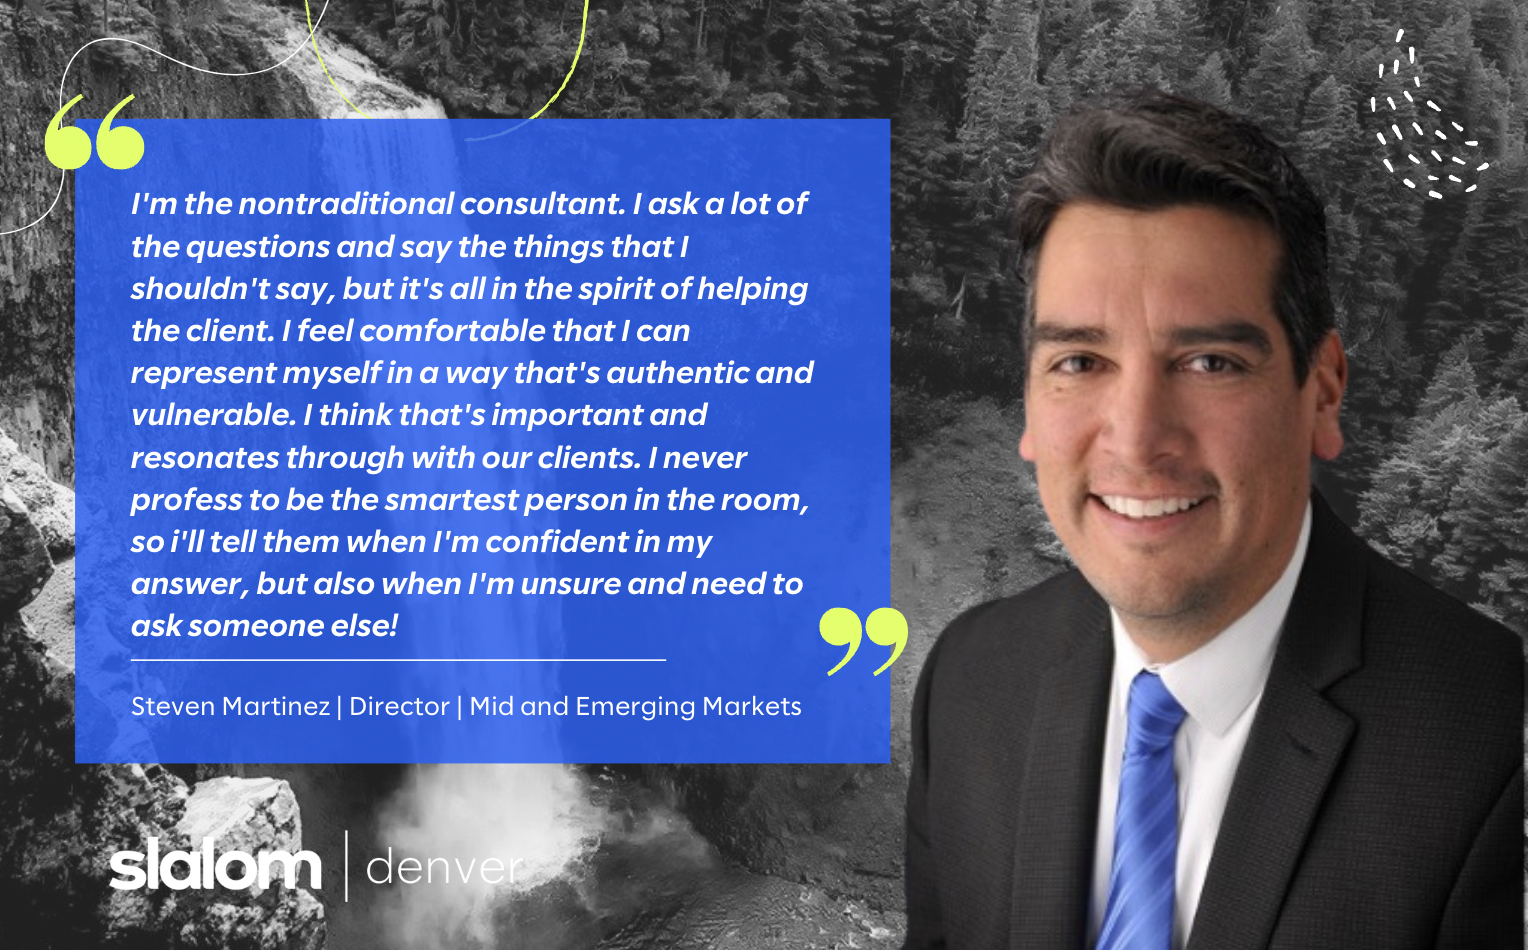 I'm the nontraditional consultant. I ask a lot of
the questions and say the things that I
shouldn't say, but it's all in the spirit of helping
the client. I feel comfortable that I can
represent myself in a way that's authentic and
vulnerable. I think that's important and
resonates through with our clients. I never
profess to be the smartest person in the room,
so i'll tell them when I'm confident in my
answer, but also when I'm unsure and need to
ask someone else!
Steven Martinez | Director | Mid and Emerging Markets
slalom | denver